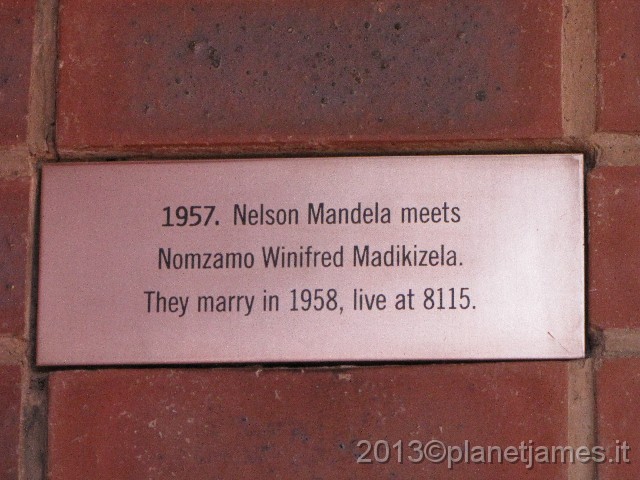 1957. Nelson Mandela meets
Nomzamo Winifred Madikizela.
They marry in 1958, live at 8115.
2013©planetjames.it